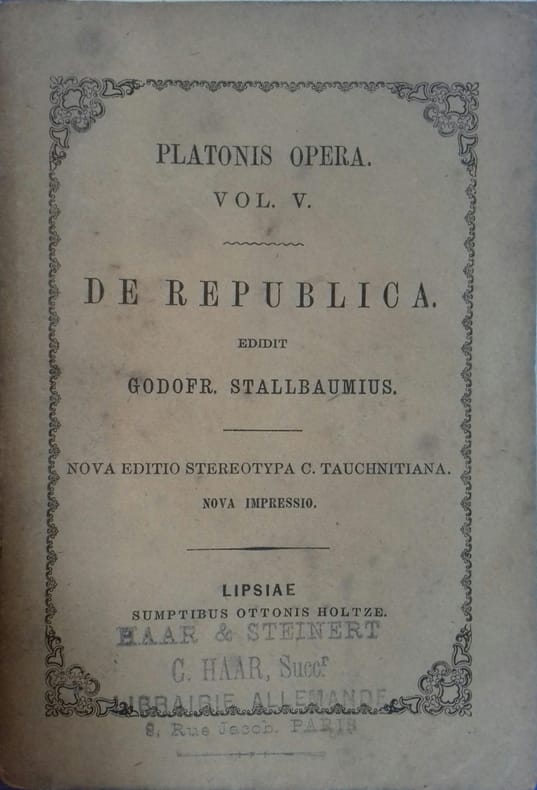 PLATONIS OPERA.
VOL. V.
DE REPUBLICA.
EDIDIT
GODOFR. STALLBAUMIUS.
NOVA EDITIO STEREOTYPA C. TAUCHNITIANA.
NOVA IMPRESSIO.
LIPSIAE
SUMPTIBUS OTTONIS HOLTZE.
HAAR & STEINERT
C. HAAR, Succr
LIBRAIRIE ALLEMANDE
9, Rue Jacob. PARIS